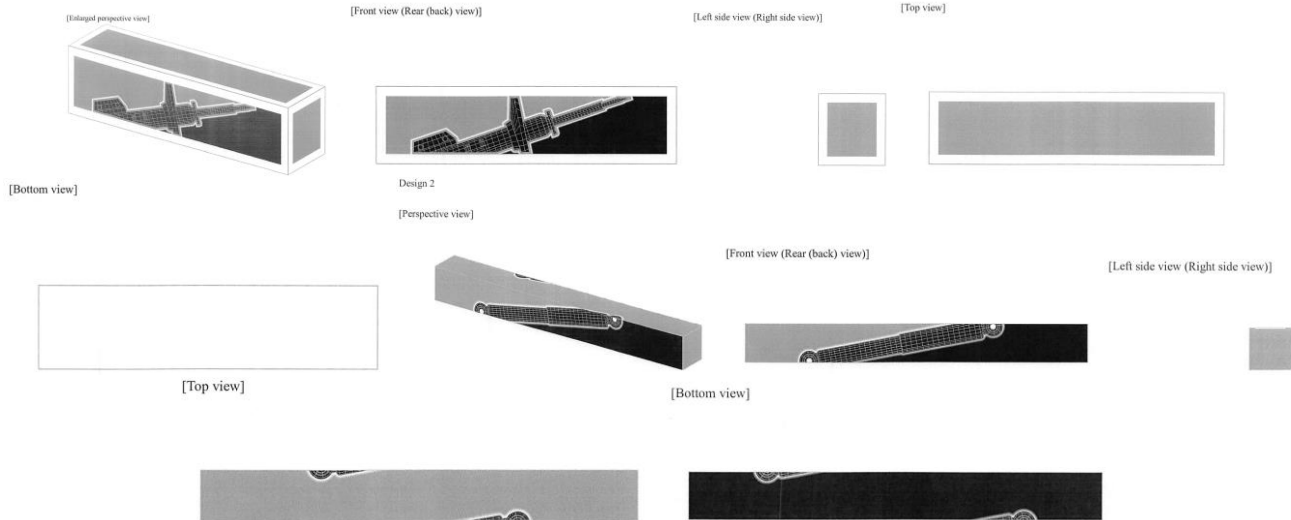 [Enlarged perspective view]
[Front view (Rear (back) view)]
[Left side view (Right side view)]
[Top view]
[Bottom view]
Design 2
[Perspective view]
[Front view (Rear (back) view)]
[Left side view (Right side view)]
[Top view]
[Bottom view]